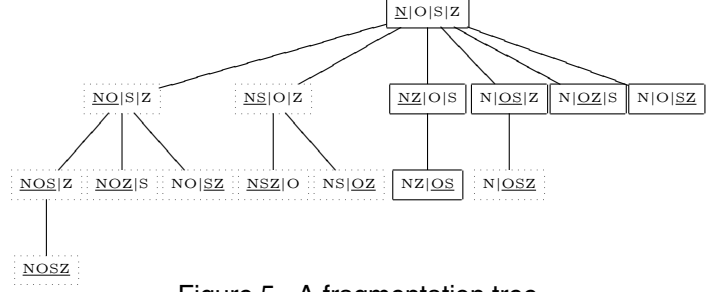 N|O|S|Z
NO|S|Z NS|O|Z NZ|O|S N|OS|Z N|OZ|S N|O|SZ
NOS|Z NOZ|S NO|SZ NSZ|O NS|OZ NZ|OS N|OSZ
NOSZ
Figure 5. A fragmentation tree